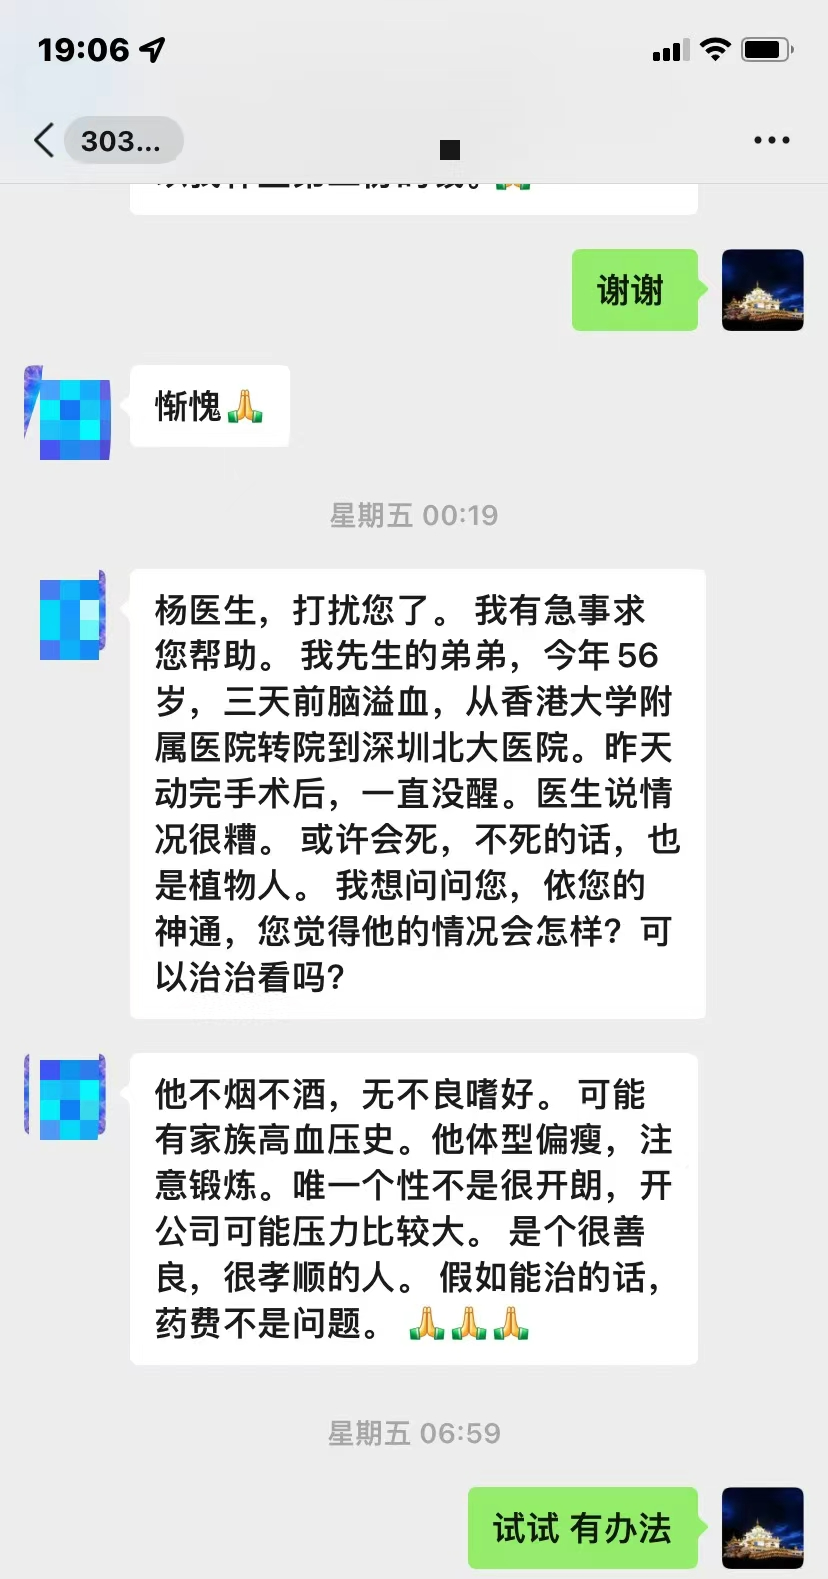 19:06
303...
谢谢
惭愧🙏
星期五 00:19
杨医生，打扰您了。 我有急事求
您帮助。 我先生的弟弟，今年56
岁，三天前脑溢血，从香港大学附
属医院转院到深圳北大医院。昨天
动完手术后，一直没醒。医生说情
况很糟。 或许会死，不死的话，也
是植物人。 我想问问您，依您的
神通，您觉得他的情况会怎样？可
以治治看吗？
他不烟不酒，无不良嗜好。 可能
有家族高血压史。他体型偏瘦，注
意锻炼。唯一个性不是很开朗，开
公司可能压力比较大。 是个很善
良，很孝顺的人。 假如能治的话，
药费不是问题。 🙏🙏🙏
星期五 06:59
试试 有办法